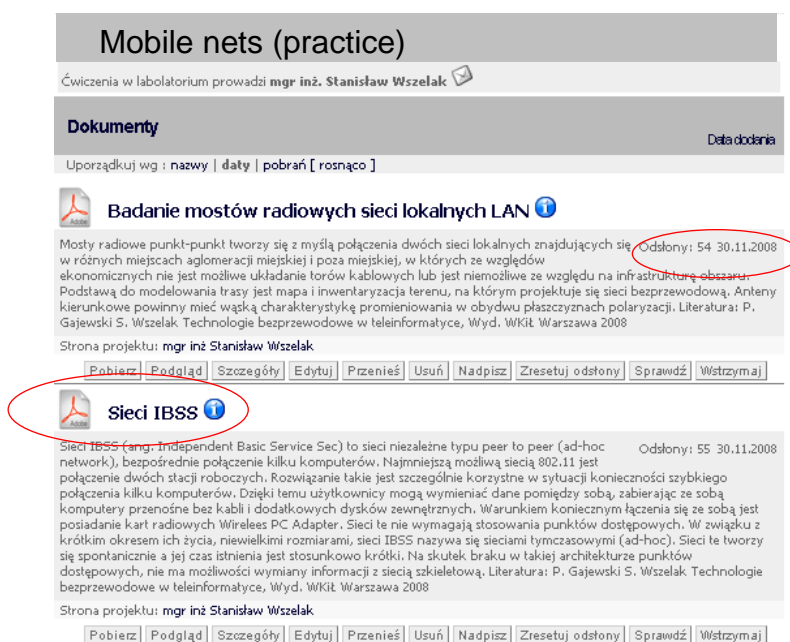 Mobile nets (practice)
Ćwiczenia w labolatorium prowadzi mgr inż. Stanisław Wszelak
Dokumenty
Data dodania
Uporządkuj wg : nazwy | daty | pobrań [ rosnąco ]
Adobe
Badanie mostów radiowych sieci lokalnych LAN
Mosty radiowe punkt-punkt tworzy się z myślą połączenia dwóch sieci lokalnych znajdujących się
Odsłony: 54 30.11.2008
w różnych miejscach aglomeracji miejskiej i poza miejskiej, w których ze względów
ekonomicznych nie jest możliwe układanie torów kablowych lub jest niemożliwe ze względu na infrastrukturę obszaru.
Podstawą do modelowania trasy jest mapa i inwentaryzacja terenu, na którym projektuje się sieci bezprzewodową. Anteny
kierunkowe powinny mieć wąską charakterystykę promieniowania w obydwu płaszczyznach polaryzacji. Literatura: P.
Gajewski S. Wszelak Technologie bezprzewodowe w teleinformatyce, Wyd. WKiŁ Warszawa 2008
Strona projektu: mgr inż Stanisław Wszelak
Pobierz Podgląd Szczegóły Edytuj Przenieś Usuń Nadpisz Zresetuj odsłony Sprawdź Wstrzymaj
Adobe
Sieci IBSS
Sieci IBSS (ang. Independent Basic Service Sec) to sieci niezależne typu peer to peer (ad-hoc
Odsłony: 55 30.11.2008
network), bezpośrednie połączenie kilku komputerów. Najmniejszą możliwą siecią 802.11 jest
połączenie dwóch stacji roboczych. Rozwiązanie takie jest szczególnie korzystne w sytuacji konieczności szybkiego
połączenia kilku komputerów. Dzięki temu użytkownicy mogą wymieniać dane pomiędzy sobą, zabierając ze sobą
komputery przenośne bez kabli i dodatkowych dysków zewnętrznych. Warunkiem koniecznym łączenia się ze sobą jest
posiadanie kart radiowych Wirelees PC Adapter. Sieci te nie wymagają stosowania punktów dostępowych. W związku z
krótkim okresem ich życia, niewielkimi rozmiarami, sieci IBSS nazywa się sieciami tymczasowymi (ad-hoc). Sieci te tworzy
się spontanicznie a jej czas istnienia jest stosunkowo krótki. Na skutek braku w takiej architekturze punktów
dostępowych, nie ma możliwości wymiany informacji z siecią szkieletową. Literatura: P. Gajewski S. Wszelak Technologie
bezprzewodowe w teleinformatyce, Wyd. WKiŁ Warszawa 2008
Strona projektu: mgr inż Stanisław Wszelak
Pobierz Podgląd Szczegóły Edytuj Przenieś Usuń Nadpisz Zresetuj odsłony Sprawdź Wstrzymaj